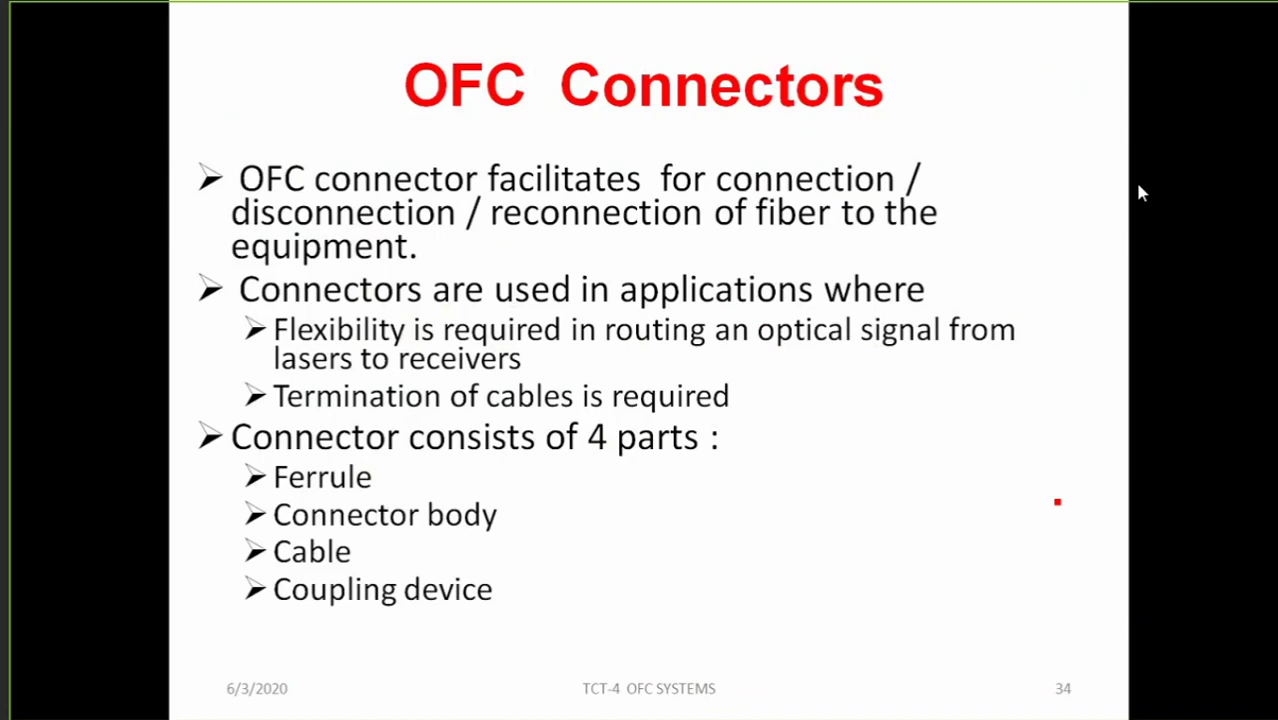 OFC Connectors
➢ OFC connector facilitates for connection /
disconnection / reconnection of fiber to the
equipment.
➢ Connectors are used in applications where
➢ Flexibility is required in routing an optical signal from
lasers to receivers
➢ Termination of cables is required
➢ Connector consists of 4 parts :
➢ Ferrule
➢ Connector body
➢ Cable
➢ Coupling device
6/3/2020 TCT-4 OFC SYSTEMS 34